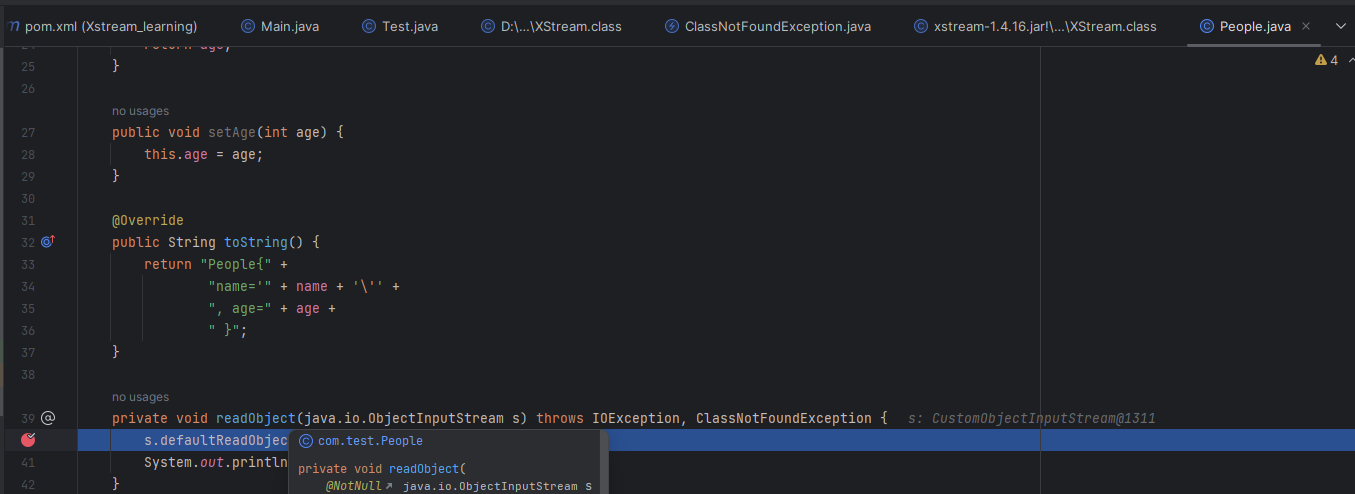 pom.xml (Xstream_learning) Main.java Test.java D:\...\XStream.class ClassNotFoundException.java xstream-1.4.16.jar!\...\XStream.class People.java
4
25 }
26
no usages
27 public void setAge(int age) {
28 this.age = age;
29 }
30
31 @Override
32 public String toString() {
33 return "People{" +
34 "name='" + name + '\'' +
35 ", age=" + age +
36 " }";
37 }
38
no usages
39 private void readObject(java.io.ObjectInputStream s) throws IOException, ClassNotFoundException { s: CustomObjectInputStream@1311
s.defaultReadObjec
com.test.People
41 System.out.println
private void readObject(
42 }
@NotNull java.io.ObjectInputStream s